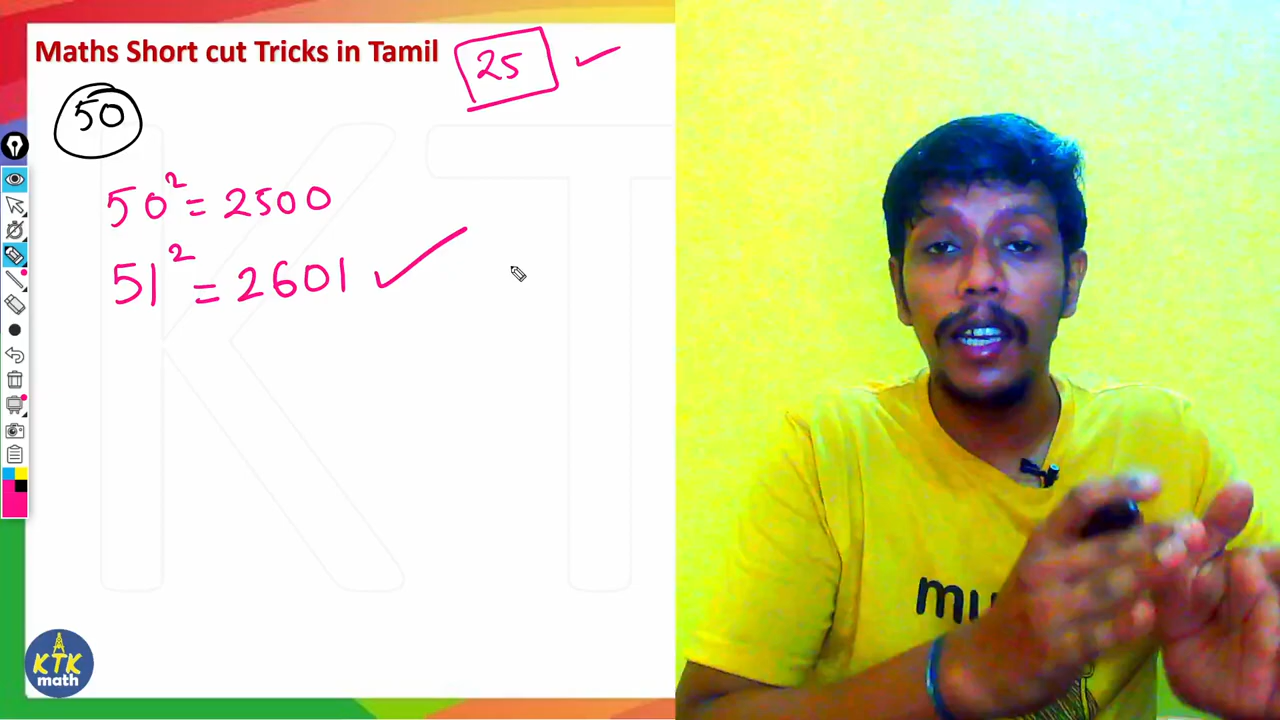 Maths Short cut Tricks in Tamil
25
50
50² = 2500
51² = 2601
mu
KTK
math